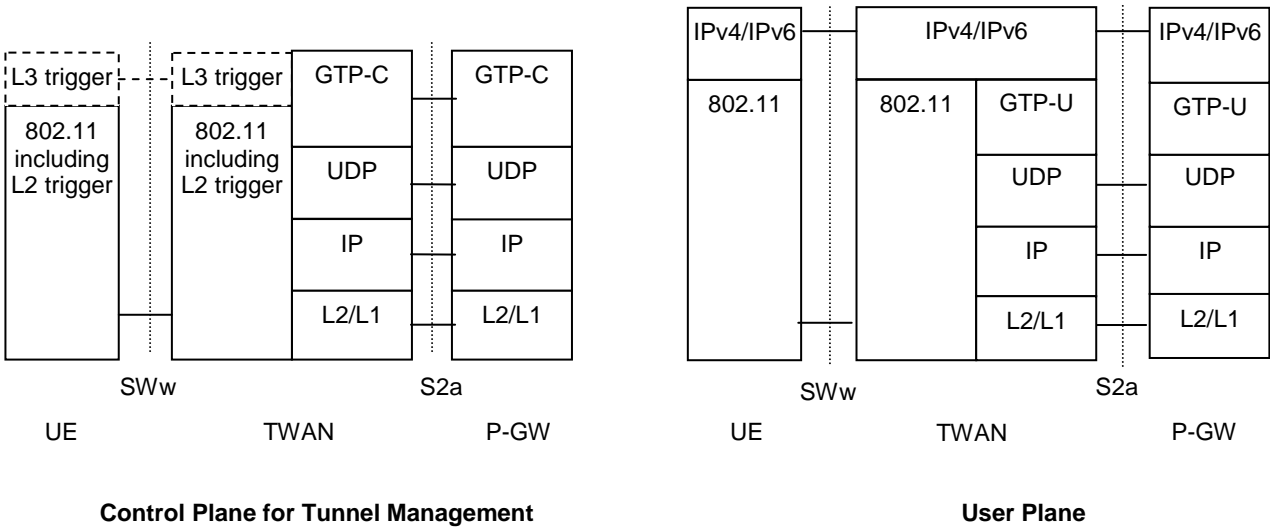 L3 trigger
L3 trigger
GTP-C
GTP-C
802.11
including
L2 trigger
802.11
including
L2 trigger
UDP
UDP
IP
IP
L2/L1
L2/L1
SWw
S2a
UE
TWAN
P-GW
Control Plane for Tunnel Management
IPv4/IPv6
IPv4/IPv6
IPv4/IPv6
802.11
802.11
GTP-U
GTP-U
UDP
UDP
IP
IP
L2/L1
L2/L1
SWw
S2a
UE
TWAN
P-GW
User Plane